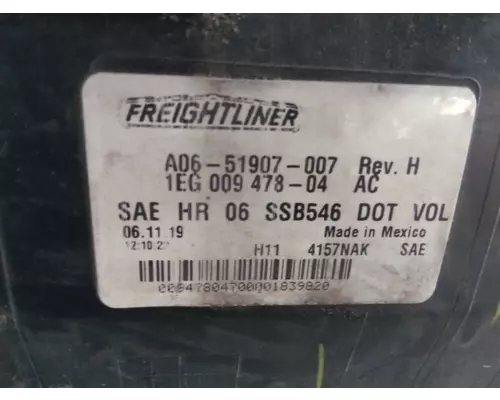 FREIGHTLINER
A06-51907-007 Rev. H
1EG 009 478-04 AC
SAE HR 06 SSB546 DOT VOL
06.11 19 Made in Mexico
H11 4157NAK SAE